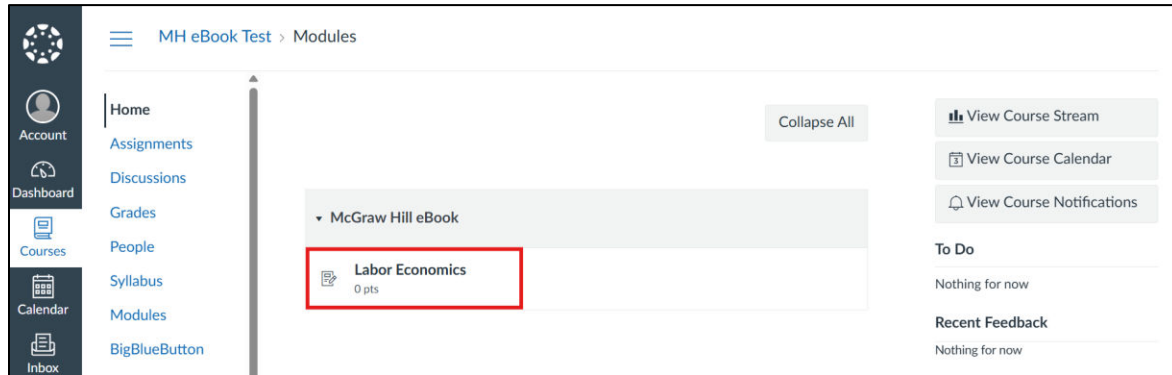 MH eBook Test > Modules
Account
Dashboard
Courses
Calendar
Inbox
Home
Assignments
Discussions
Grades
People
Syllabus
Modules
BigBlueButton
Collapse All
McGraw Hill eBook
Labor Economics
0 pts
View Course Stream
3 View Course Calendar
View Course Notifications
To Do
Nothing for now
Recent Feedback
Nothing for now